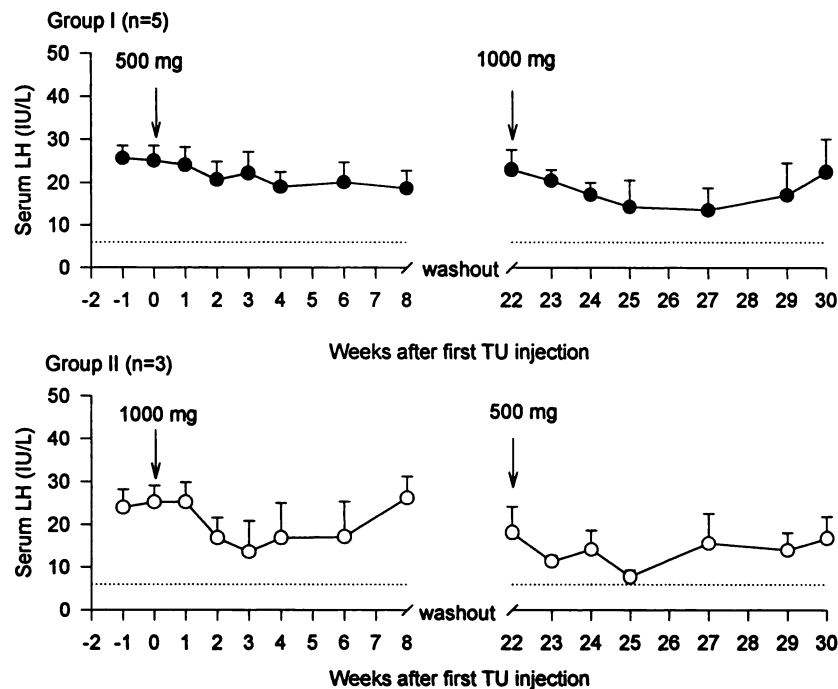 Group I (n=5)
50
500 mg
1000 mg
40
30
20
10
0
Serum LH (IU/L)
washout
-2 -1 0 1 2 3 4 5 6 7 8 22 23 24 25 26 27 28 29 30
Weeks after first TU injection
Group II (n=3)
50
1000 mg
500 mg
40
30
20
10
0
Serum LH (IU/L)
washout
-2 -1 0 1 2 3 4 5 6 7 8 22 23 24 25 26 27 28 29 30
Weeks after first TU injection